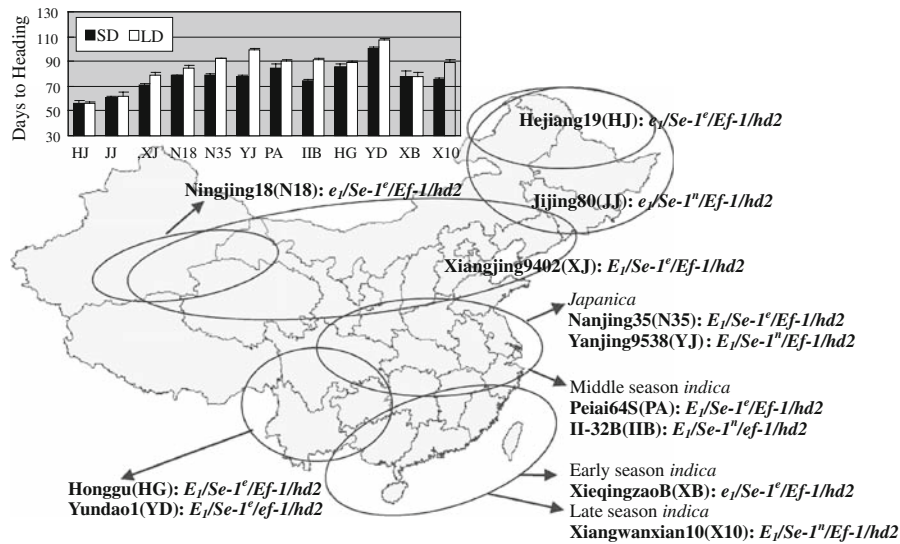 130
110
90
70
50
30
Days to Heading
SD LD
HJ JJ .XJ N18 N35 YJ PA IIB HG YD XB X10
Hejiang19(HJ): e1/Se-1e/Ef-1/hd2
Ningjing18(N18): e1/Se-1e/Ef-1/hd2
Jijing80(JJ): e1/Se-1n/Ef-1/hd2
Xiangjing9402(XJ): E1/Se-1e/Ef-1/hd2
Japanica
Nanjing35(N35): E1/Se-1e/Ef-1/hd2
Yanjing9538(YJ): E1/Se-1n/Ef-1/hd2
Middle season indica
Peiai64S(PA): E1/Se-1e/Ef-1/hd2
II-32B(IIB): E1/Se-1n/ef-1/hd2
Honggu(HG): E1/Se-1e/Ef-1/hd2
Yundao1(YD): E1/Se-1e/ef-1/hd2
Early season indica
XieqingzaoB(XB): e1/Se-1e/Ef-1/hd2
Late season indica
Xiangwanxian10(X10): E1/Se-1n/Ef-1/hd2